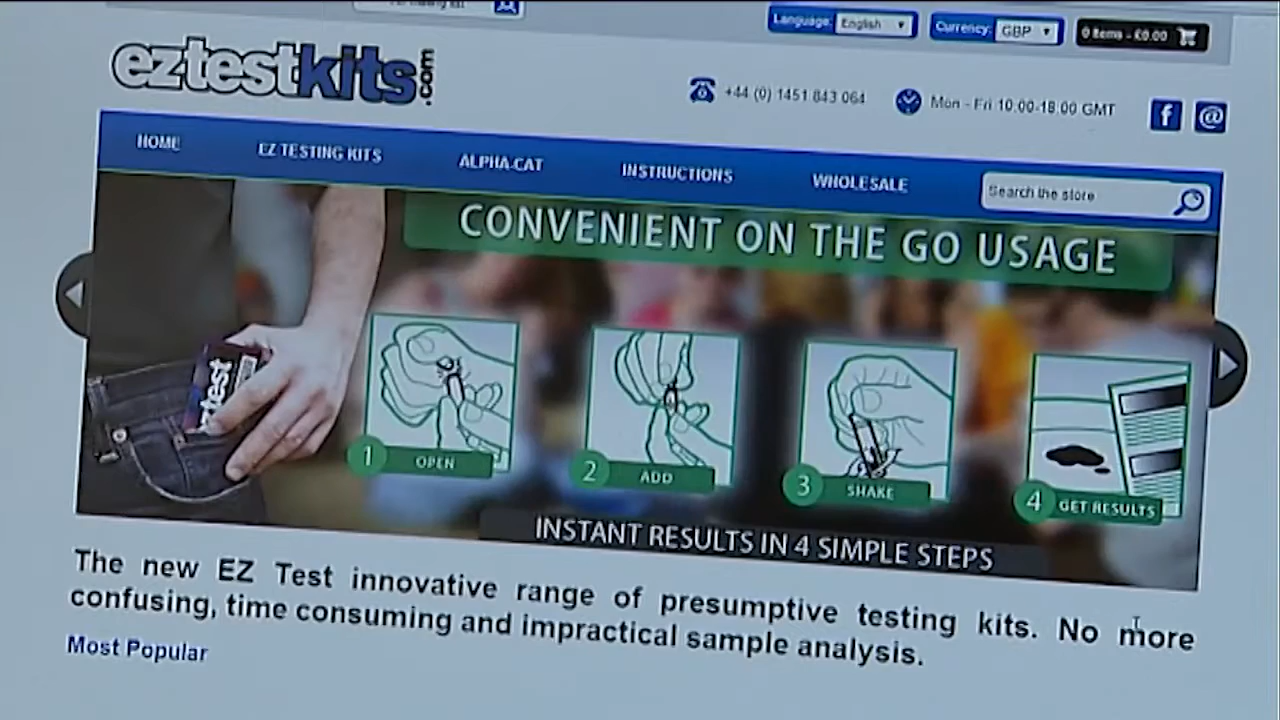 Language: English
Currency: GBP
0 items - £0.00
eztestkits.com
+44 (0) 1451 843 064
Mon - Fri 10:00-18:00 GMT
f @
HOME EZ TESTING KITS ALPHA-CAT INSTRUCTIONS WHOLESALE
Search the store
CONVENIENT ON THE GO USAGE
test
1 OPEN
2 ADD
3 SHAKE
4 GET RESULTS
INSTANT RESULTS IN 4 SIMPLE STEPS
The new EZ Test innovative range of presumptive testing kits. No more
confusing, time consuming and impractical sample analysis.
Most Popular